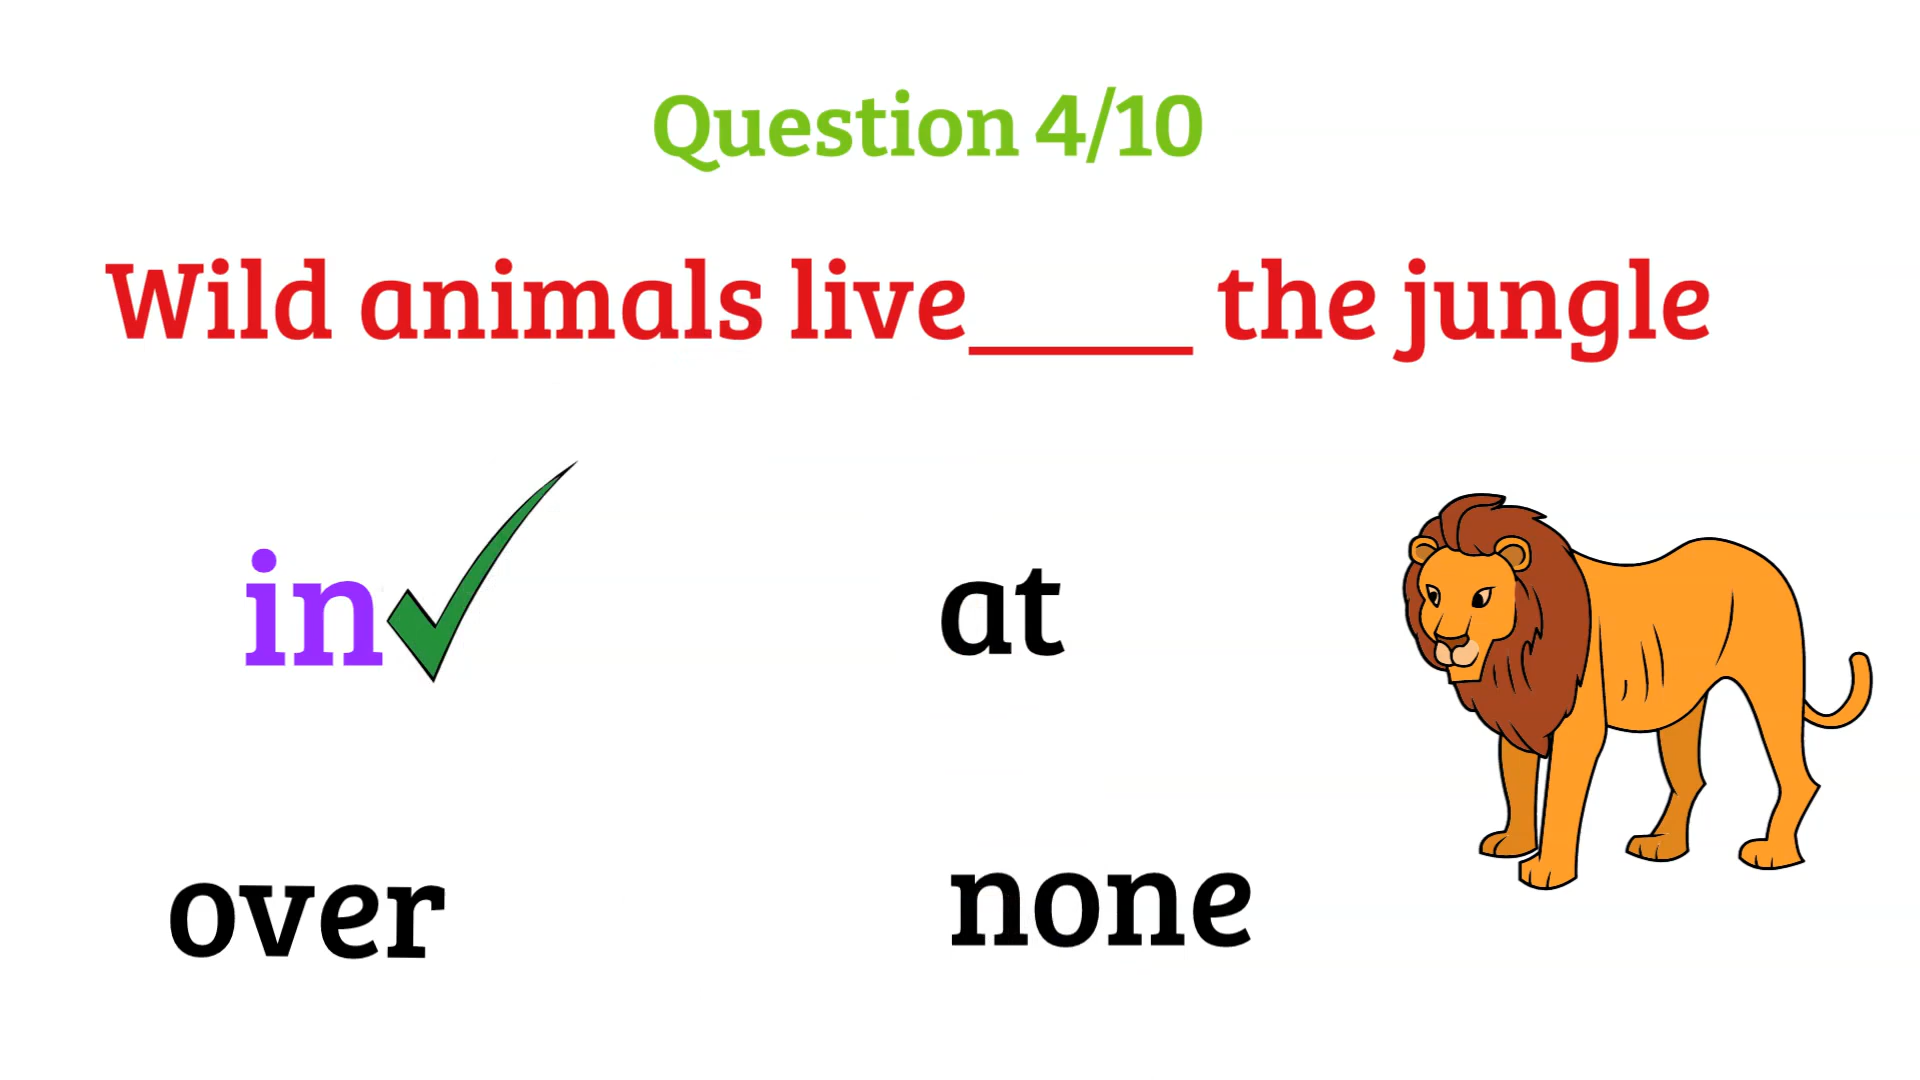 Question 4/10
Wild animals live____ the jungle
in
at
over
none